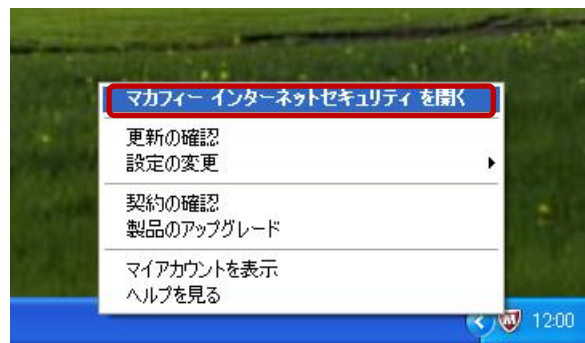 マカフィー インターネットセキュリティ を開く
更新の確認
設定の変更
契約の確認
製品のアップグレード
マイアカウントを表示
ヘルプを見る
12:00